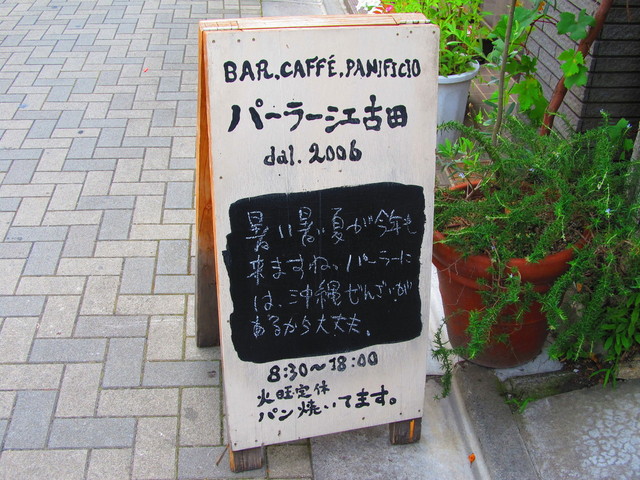 BAR.CAFFÉ.PANIFICIO
パーラー江古田
dal. 2006
暑い暑い夏が今年も
来ますね。パーラーに
は、沖縄ぜんざいが
あるから大丈夫。
8:30〜18:00
火曜定休
パン焼いてます。